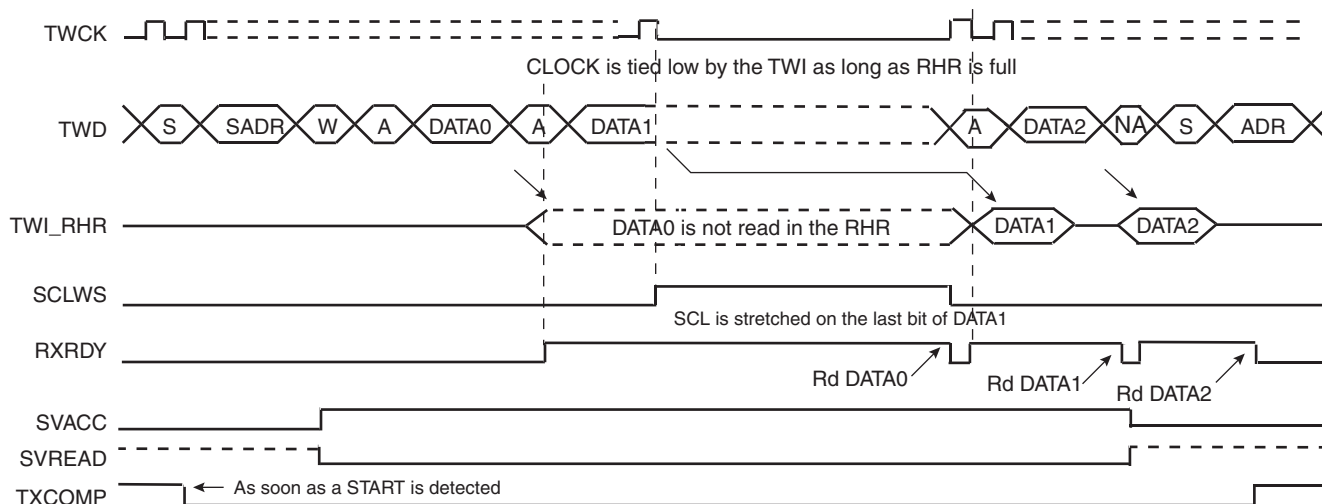 TWCK
CLOCK is tied low by the TWI as long as RHR is full
TWD S SADR W A DATA0 A DATA1 A DATA2 NA S ADR
TWI_RHR DATA0 is not read in the RHR DATA1 DATA2
SCLWS
SCL is stretched on the last bit of DATA1
RXRDY
Rd DATA0 Rd DATA1 Rd DATA2
SVACC
SVREAD
TXCOMP As soon as a START is detected